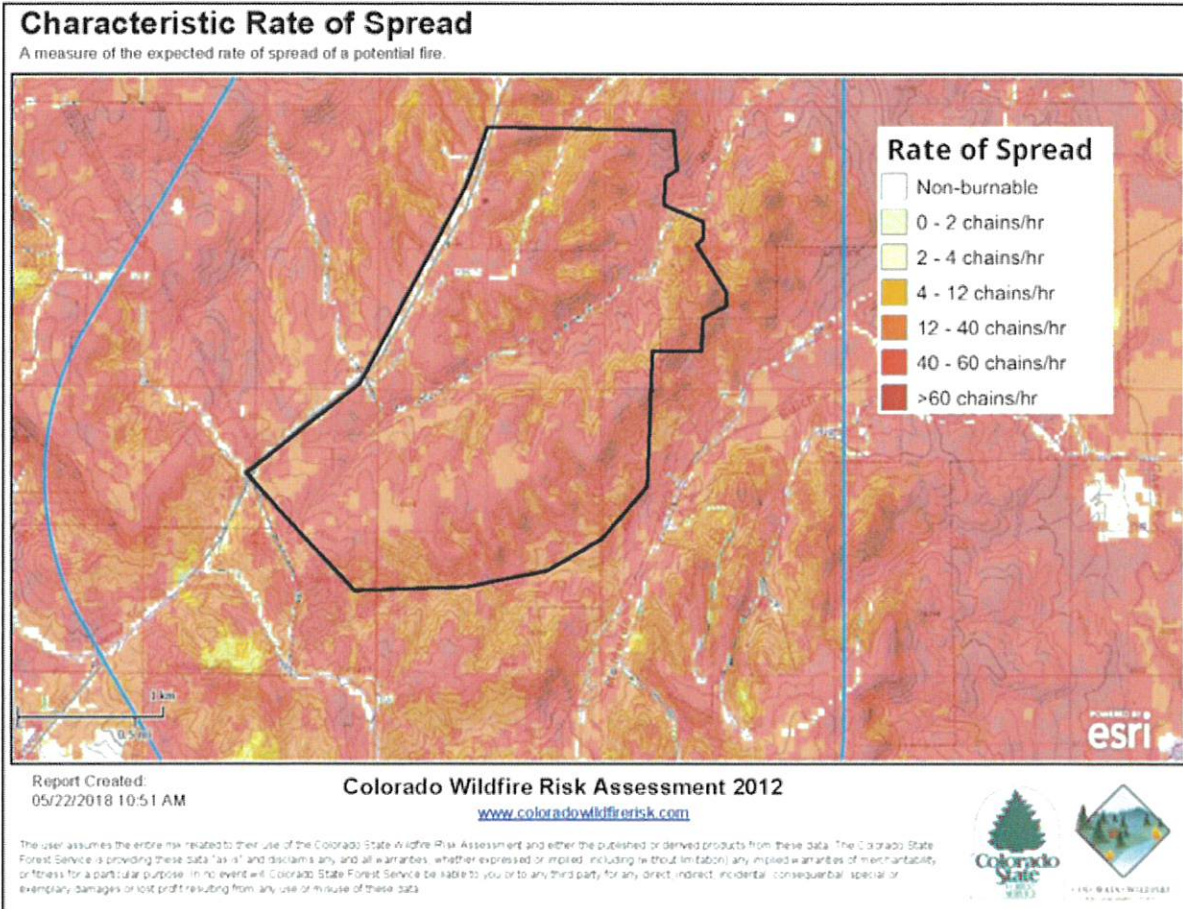 Characteristic Rate of Spread
A measure of the expected rate of spread of a potential fire.
Rate of Spread
Non-burnable
0 - 2 chains/hr
2 - 4 chains/hr
4 - 12 chains/hr
12 - 40 chains/hr
40 - 60 chains/hr
>60 chains/hr
1 km
0.5 mi
POWERED BY
esri
Report Created:
05/22/2018 10:51 AM
Colorado Wildfire Risk Assessment 2012
www.coloradowildfirerisk.com
The user assumes the entire risk related to their use of the Colorado State Wildfire Risk Assessment and either the published or derived products from these data. The Colorado State
Forest Service is providing these data "as is" and disclaims any and all warranties, whether expressed or implied, including (without limitation) any implied warranties of merchantability
or fitness for a particular purpose. In no event will Colorado State Forest Service be liable to you or to any third party for any direct, indirect, incidental, consequential, special or
exemplary damages or lost profit resulting from any use or misuse of these data.
Colorado
State
FOREST
SERVICE